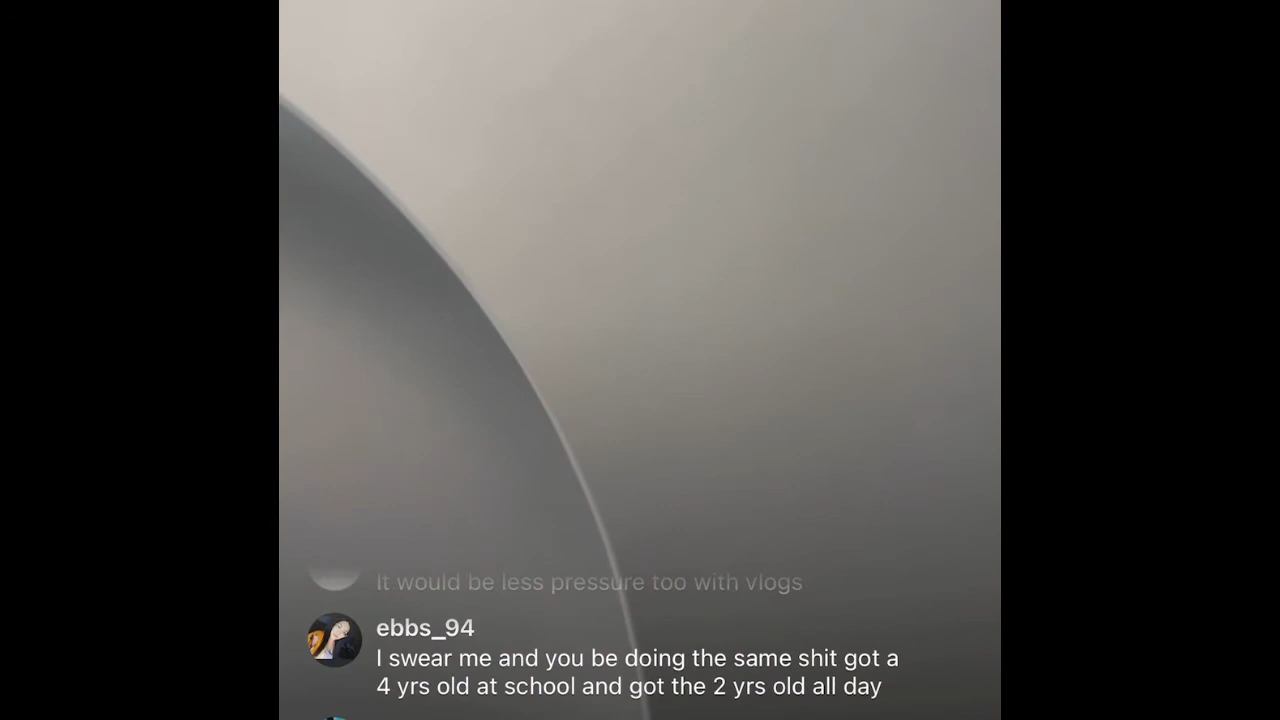 It would be less pressure too with vlogs
ebbs_94
I swear me and you be doing the same shit got a
4 yrs old at school and got the 2 yrs old all day